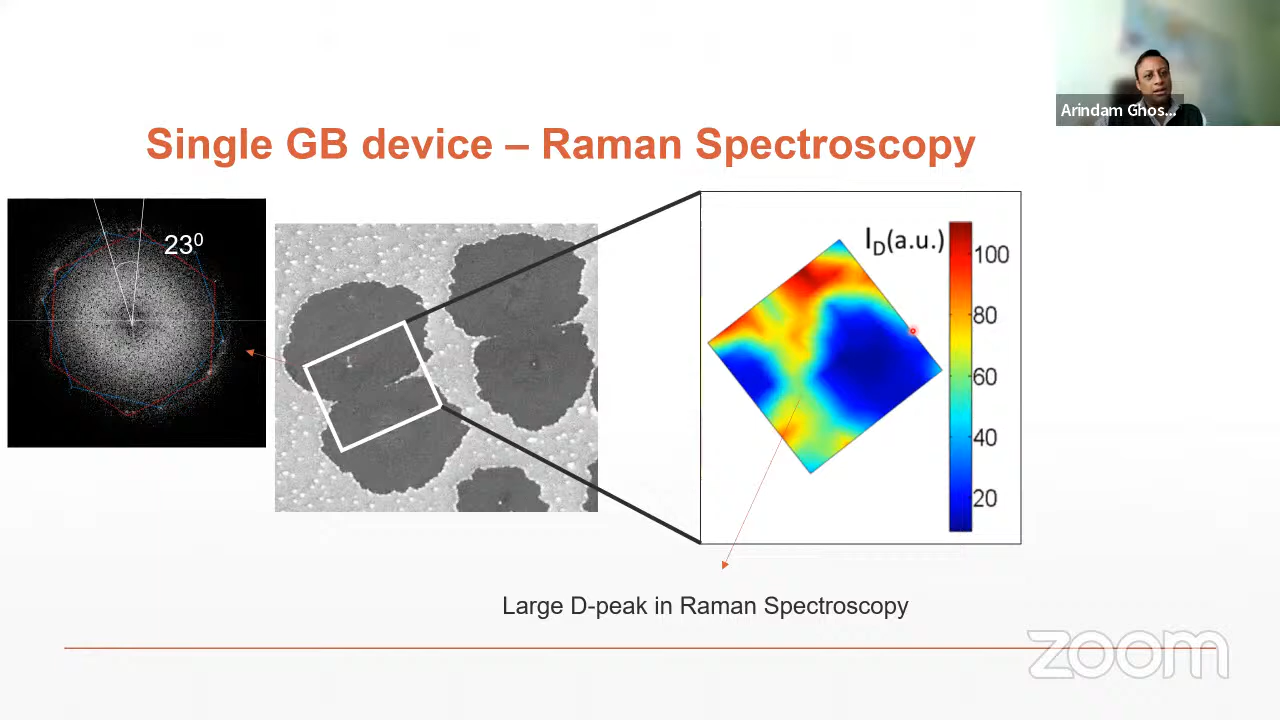 Arindam Ghos...
Single GB device – Raman Spectroscopy
23⁰
I_D(a.u.)
100
80
60
40
20
Large D-peak in Raman Spectroscopy
zoom